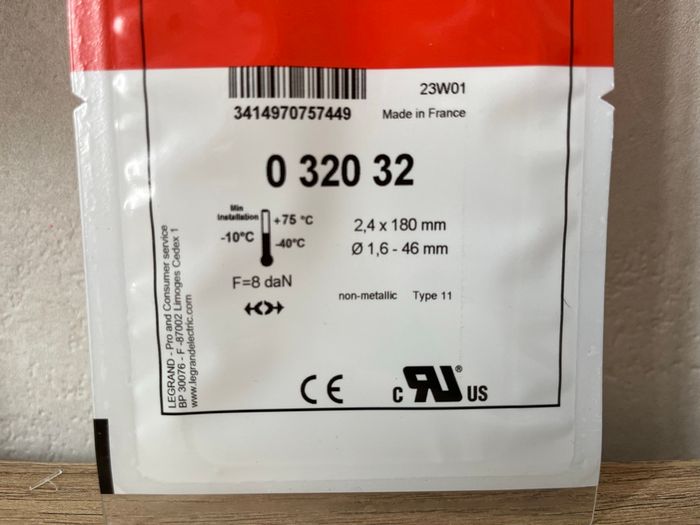 23W01
3414970757449
Made in France
0 320 32
Min
Installation
-10°C
+75 °C
-40°C
2,4 x 180 mm
Ø 1,6 - 46 mm
F=8 daN
non-metallic Type 11
LEGRAND - Pro and Consumer service
BP 30076 - F -87002 Limoges Cedex 1
www.legrandelectric.com
CE
C RU® US